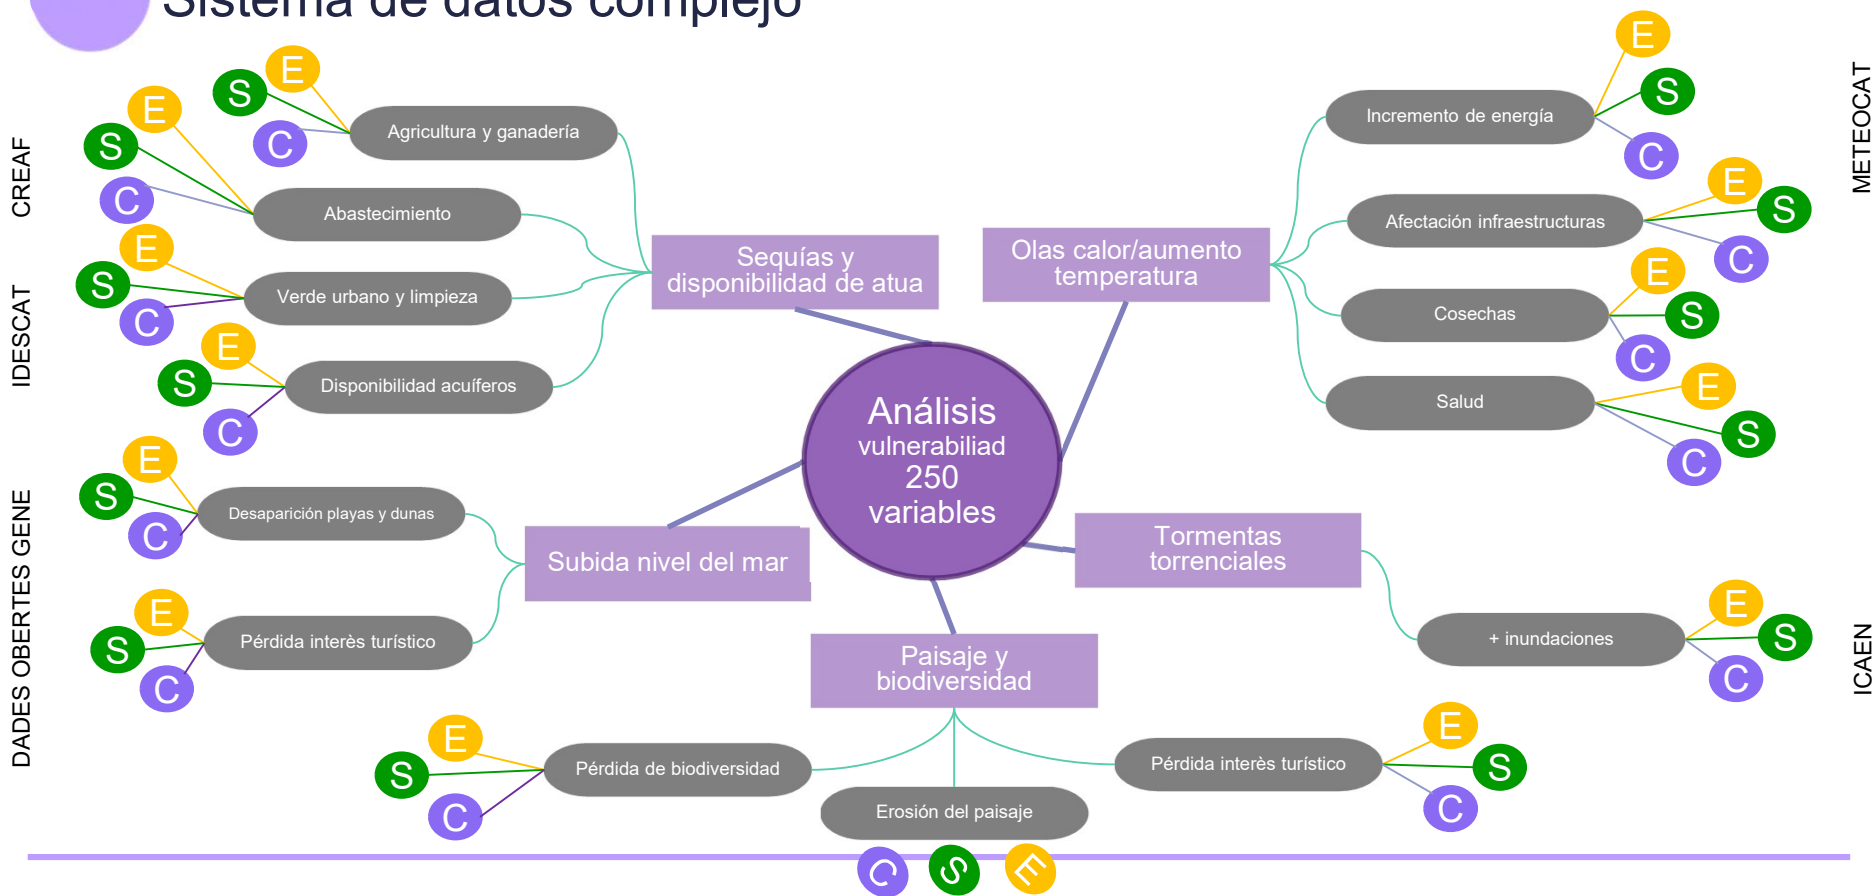 Sistema de datos complejo
CREAF
IDESCAT
DADES OBERTES GENE
METEOCAT
ICAEN
Análisis
vulnerabiliad
250
variables
Sequías y
disponibilidad de atua
E
S
C
Agricultura y ganadería
E
S
C
Abastecimiento
E
S
C
Verde urbano y limpieza
E
S
C
Disponibilidad acuíferos
Olas calor/aumento
temperatura
Incremento de energía
E
S
C
Afectación infraestructuras
E
S
C
Cosechas
E
S
C
Salud
E
S
C
Subida nivel del mar
E
S
C
Desaparición playas y dunas
E
S
C
Pérdida interès turístico
Tormentas
torrenciales
+ inundaciones
E
S
C
Paisaje y
biodiversidad
E
S
C
Pérdida de biodiversidad
Erosión del paisaje
C
S
E
Pérdida interès turístico
E
S
C